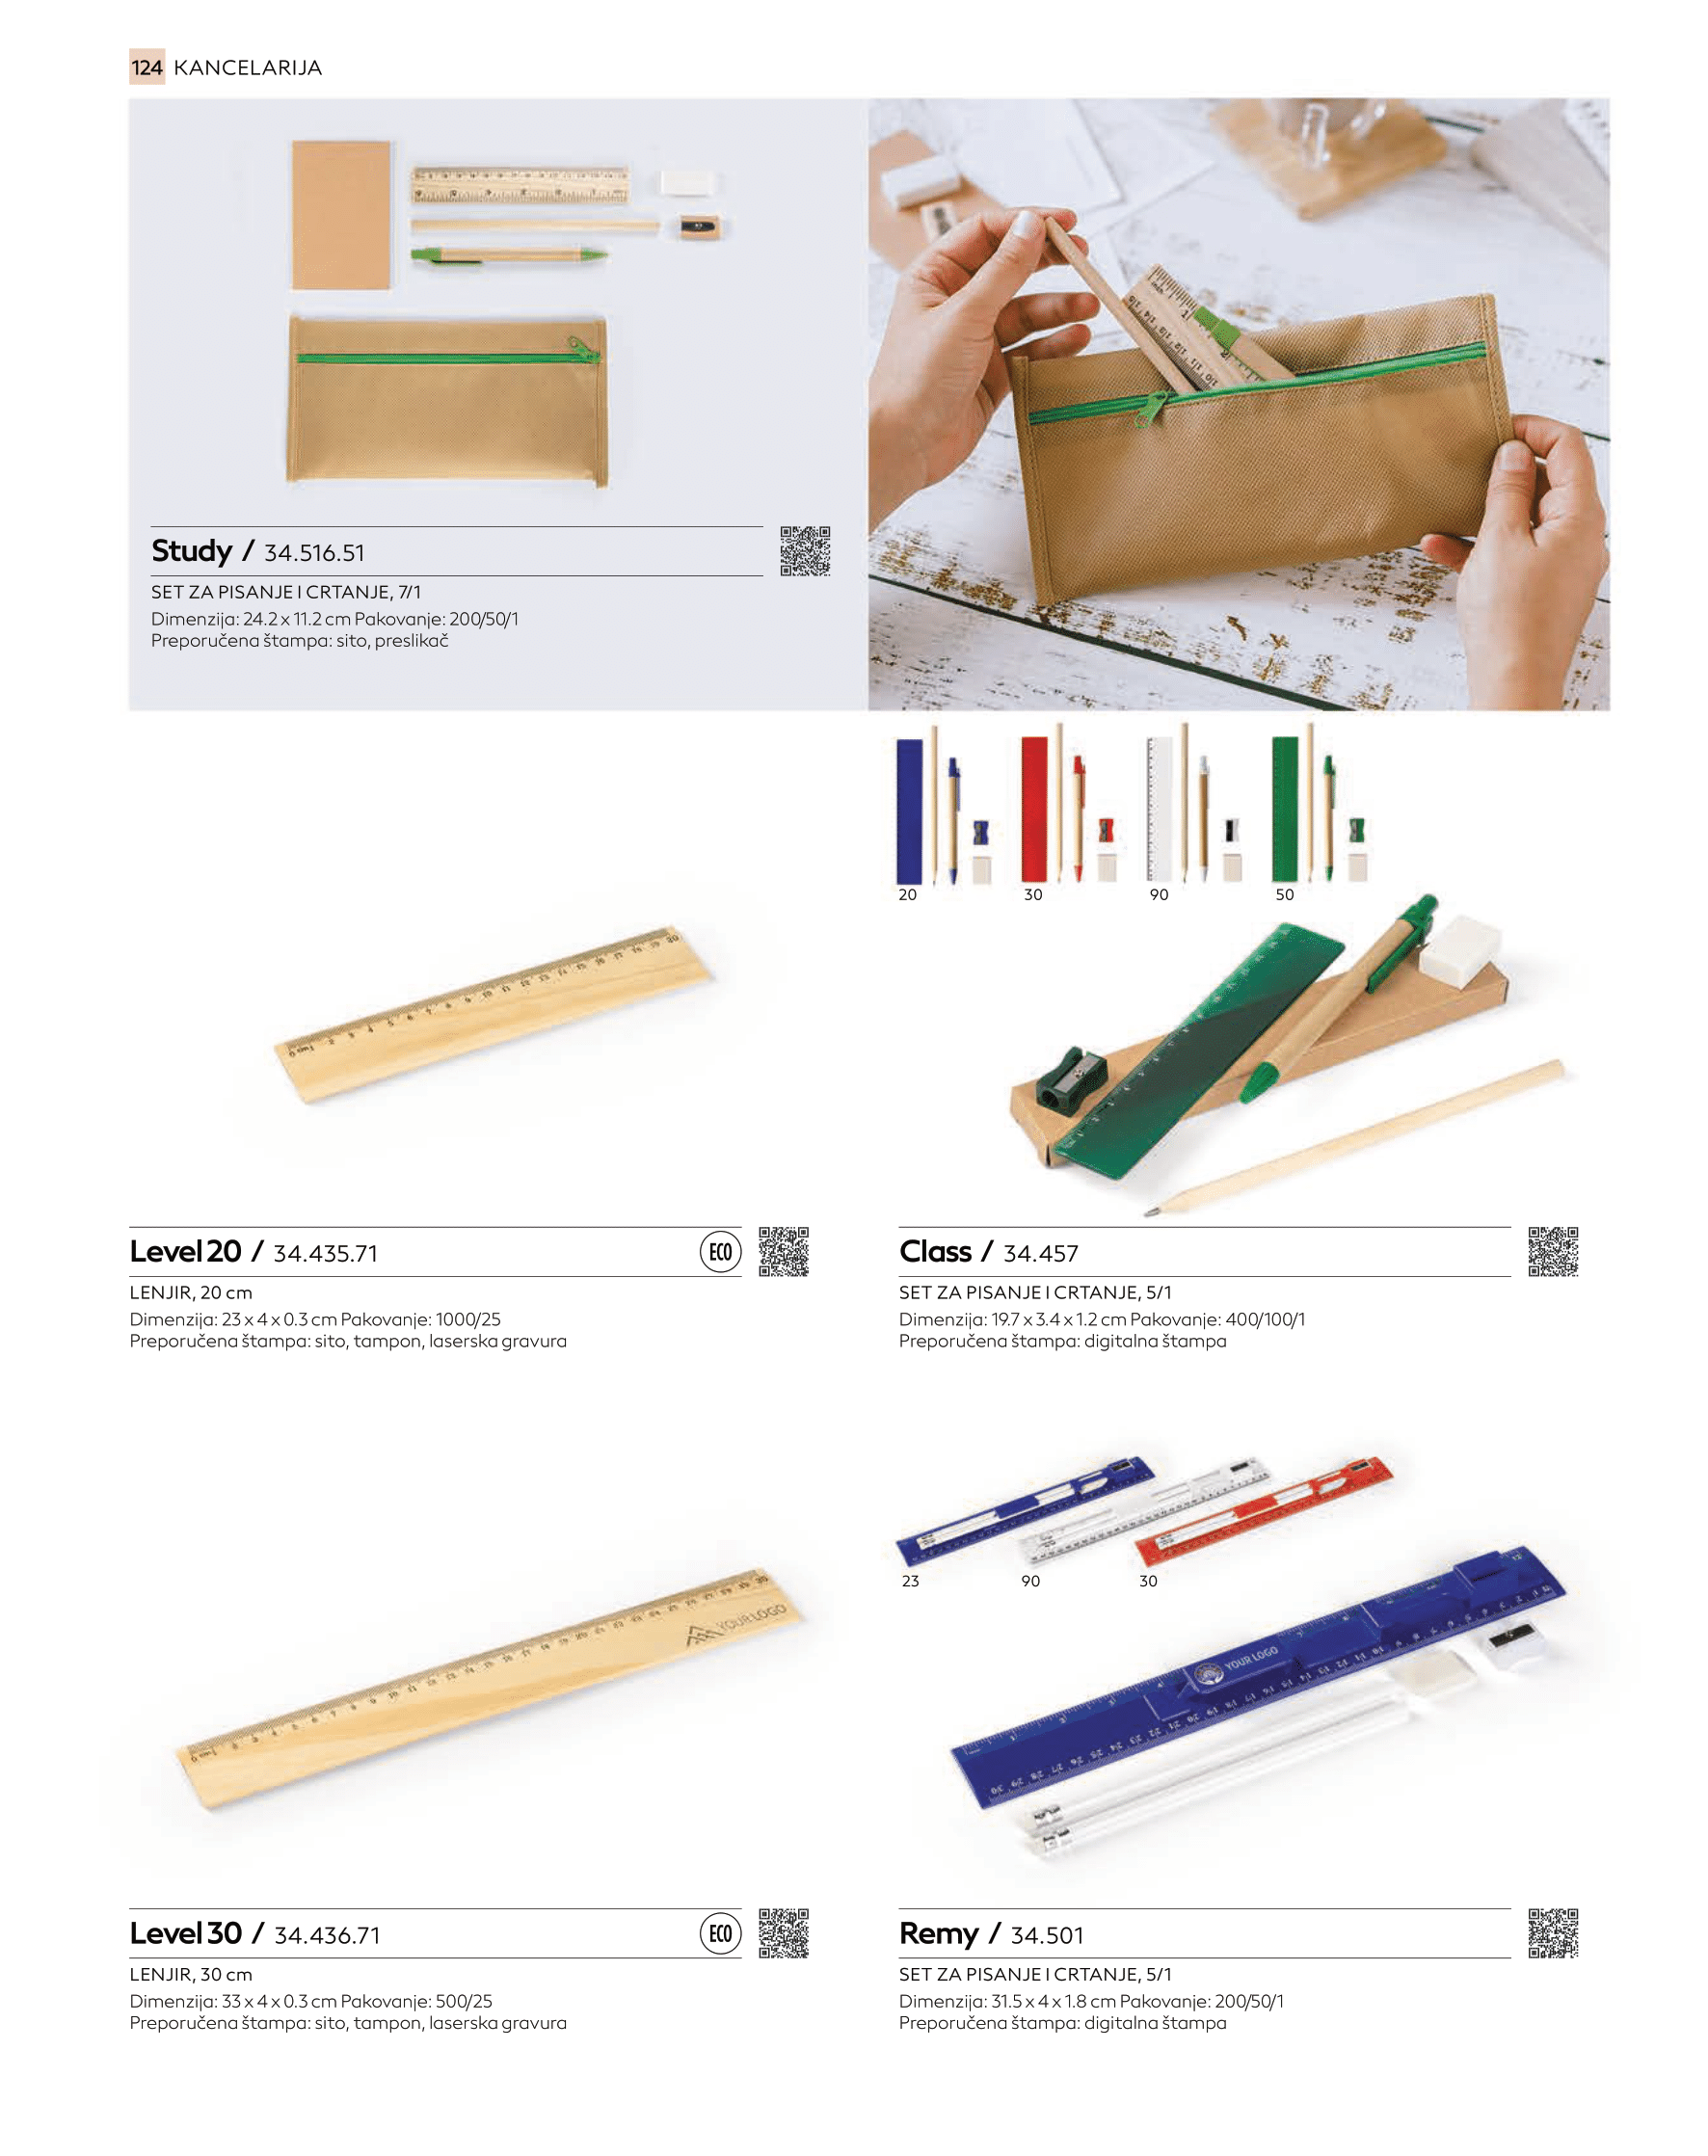 124 KANCELARIJA
Study / 34.516.51
SET ZA PISANJE I CRTANJE, 7/1
Dimenzija: 24.2 x 11.2 cm Pakovanje: 200/50/1
Preporučena štampa: sito, preslikač
20 30 90 50
Level 20 / 34.435.71
ECO
LENJIR, 20 cm
Dimenzija: 23 x 4 x 0.3 cm Pakovanje: 1000/25
Preporučena štampa: sito, tampon, laserska gravura
Class / 34.457
SET ZA PISANJE I CRTANJE, 5/1
Dimenzija: 19.7 x 3.4 x 1.2 cm Pakovanje: 400/100/1
Preporučena štampa: digitalna štampa
YOUR LOGO
23 90 30
YOUR LOGO
Level 30 / 34.436.71
ECO
LENJIR, 30 cm
Dimenzija: 33 x 4 x 0.3 cm Pakovanje: 500/25
Preporučena štampa: sito, tampon, laserska gravura
Remy / 34.501
SET ZA PISANJE I CRTANJE, 5/1
Dimenzija: 31.5 x 4 x 1.8 cm Pakovanje: 200/50/1
Preporučena štampa: digitalna štampa